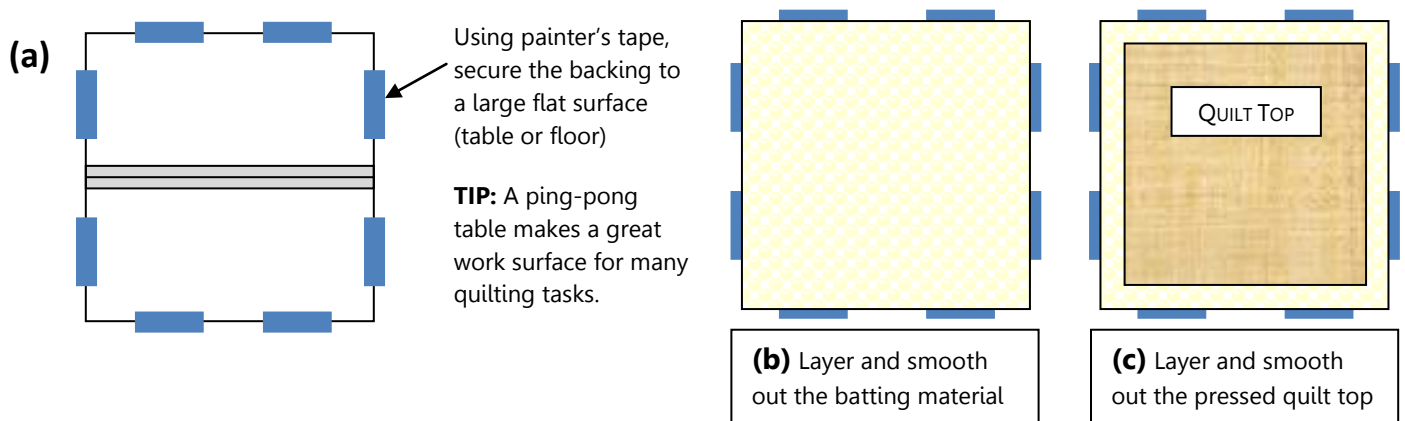 (a)
Using painter’s tape,
secure the backing to
a large flat surface
(table or floor)
TIP: A ping-pong
table makes a great
work surface for many
quilting tasks.
(b) Layer and smooth
out the batting material
QUILT TOP
(c) Layer and smooth
out the pressed quilt top